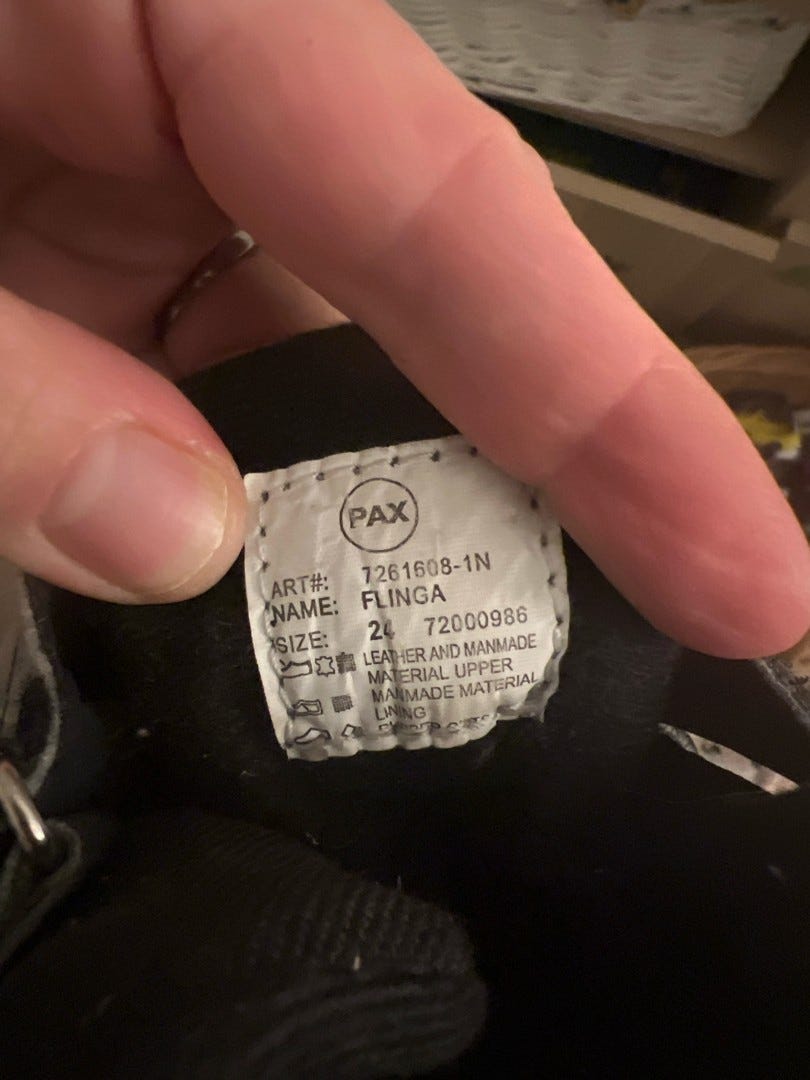 PAX
ART#: 7261608-1N
NAME: FLINGA
SIZE: 24 72000986
LEATHER AND MANMADE
MATERIAL UPPER
MANMADE MATERIAL
LINING